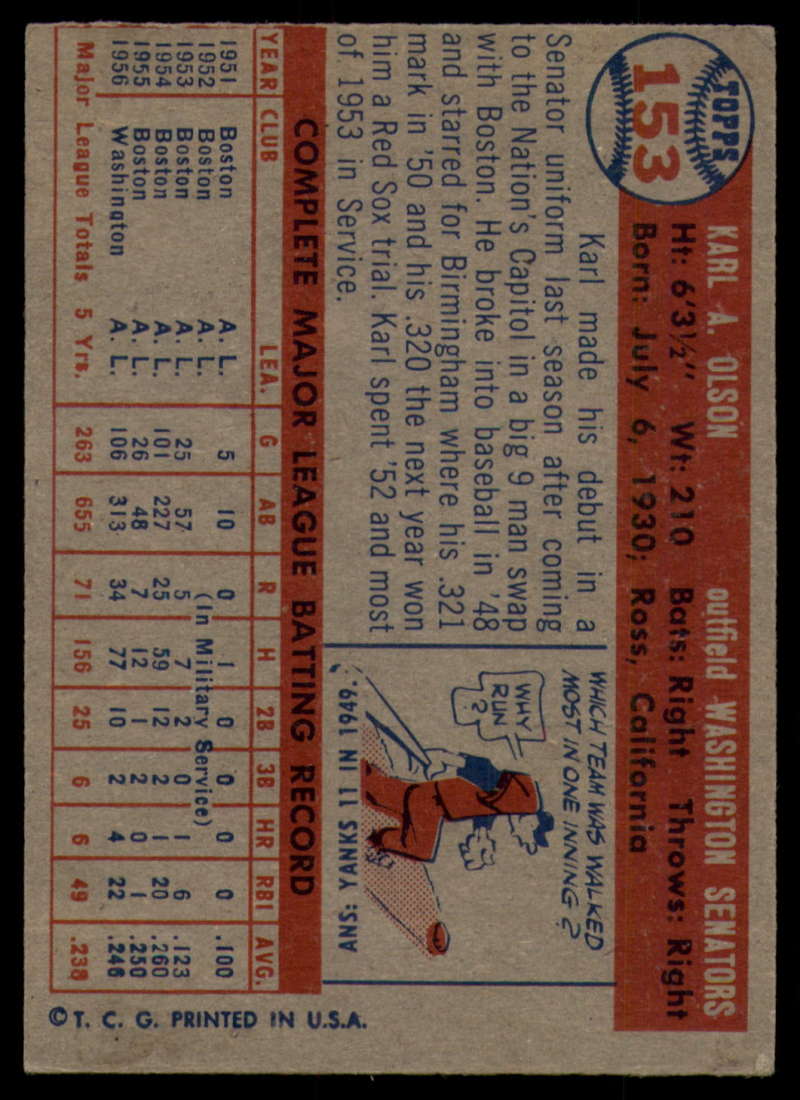 TOPPS
153
KARL A. OLSON outfield WASHINGTON SENATORS
Ht: 6'3½" Wt: 210 Bats: Right Throws: Right
Born: July 6, 1930; Ross, California
Karl made his debut in a
Senator uniform last season after coming
to the Nation's Capitol in a big 9 man swap
with Boston. He broke into baseball in '48
and starred for Birmingham where his .321
mark in '50 and his .320 the next year won
him a Red Sox trial. Karl spent '52 and most
of 1953 in Service.
WHICH TEAM WAS WALKED
MOST IN ONE INNING?
WHY
RUN
?
ANS: YANKS 11 IN 1949.
COMPLETE MAJOR LEAGUE BATTING RECORD
YEAR CLUB LEA. G AB R H 2B 3B HR RBI AVG.
1951 Boston A. L. 5 10 0 1 0 0 0 0 .100
1952 Boston A. L. (In Military Service)
1953 Boston A. L. 25 57 5 7 2 0 1 6 .123
1954 Boston A. L. 101 227 25 59 12 2 1 20 .260
1955 Boston A. L. 26 48 7 12 1 2 0 1 .250
1956 Washington A. L. 106 313 34 77 10 2 4 22 .246
Major League Totals 5 Yrs. 263 655 71 156 25 6 6 49 .238
© T. C. G. PRINTED IN U.S.A.